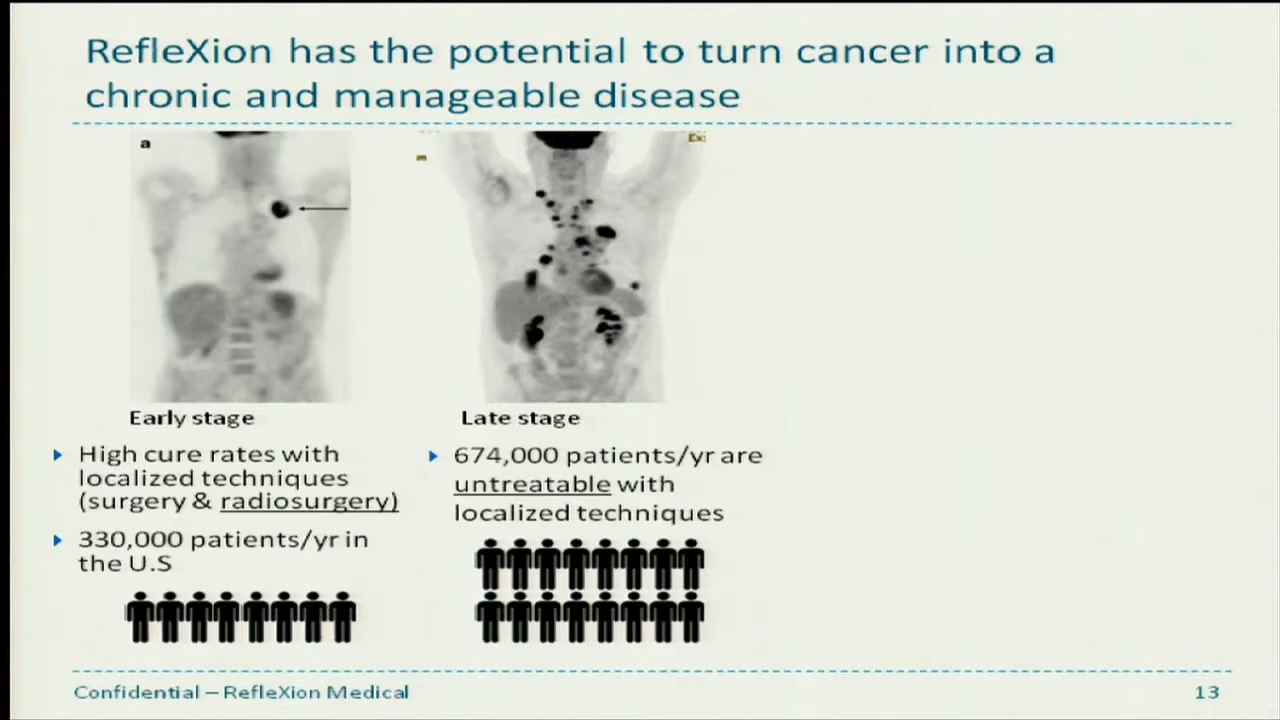 RefleXion has the potential to turn cancer into a
chronic and manageable disease
a
Ex:
m
Early stage
High cure rates with
localized techniques
(surgery & radiosurgery)
330,000 patients/yr in
the U.S
Late stage
674,000 patients/yr are
untreatable with
localized techniques
Confidential – RefleXion Medical
13